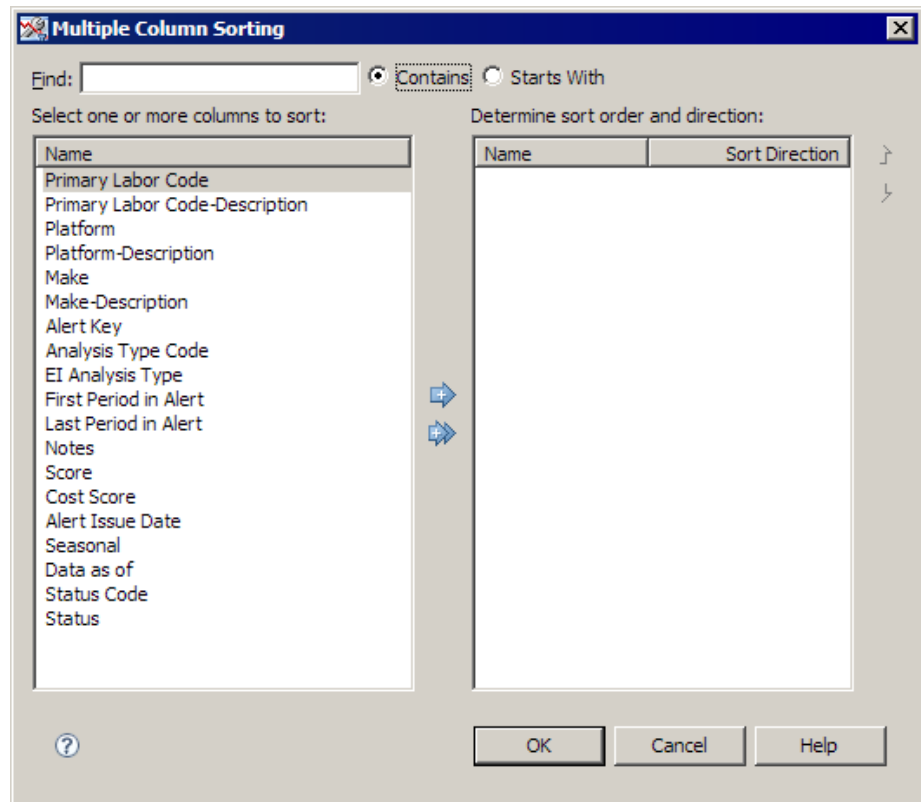 Multiple Column Sorting
Find: Contains Starts With
Select one or more columns to sort:
Name
Primary Labor Code
Primary Labor Code-Description
Platform
Platform-Description
Make
Make-Description
Alert Key
Analysis Type Code
EI Analysis Type
First Period in Alert
Last Period in Alert
Notes
Score
Cost Score
Alert Issue Date
Seasonal
Data as of
Status Code
Status
Determine sort order and direction:
Name Sort Direction
OK Cancel Help